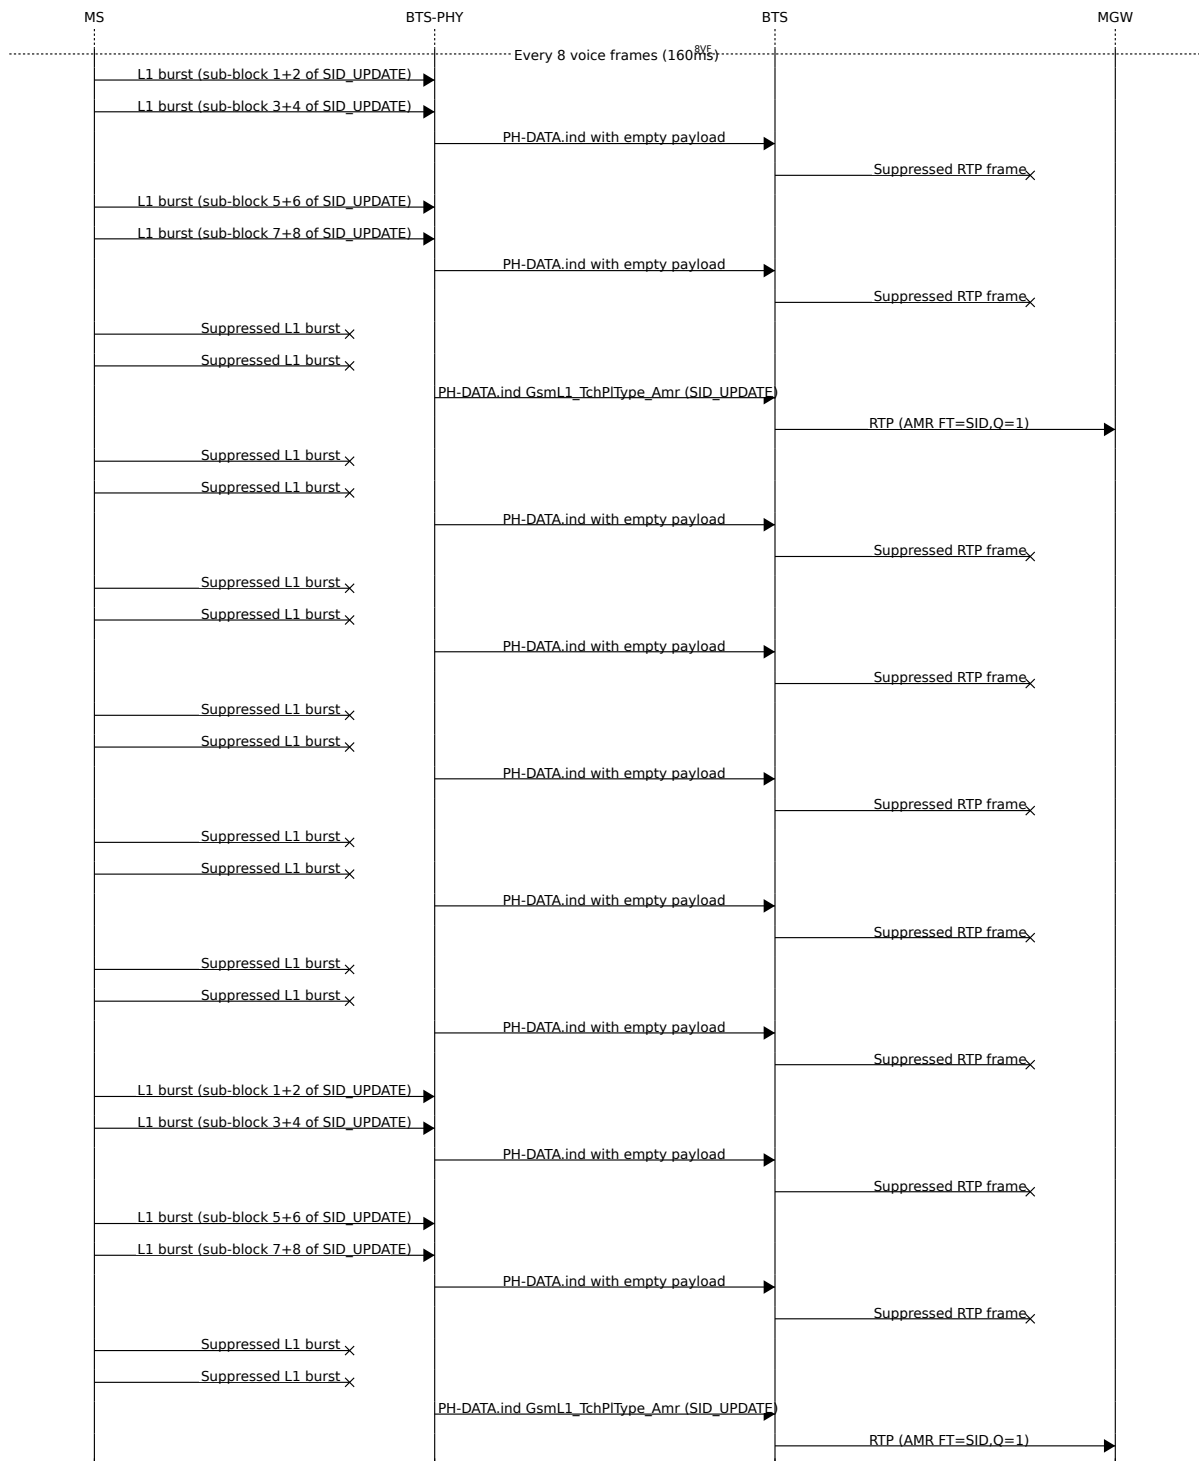 MS BTS-PHY BTS MGW
Every 8 voice frames (160ms) 8VF
L1 burst (sub-block 1+2 of SID_UPDATE)
L1 burst (sub-block 3+4 of SID_UPDATE)
PH-DATA.ind with empty payload
Suppressed RTP frame
L1 burst (sub-block 5+6 of SID_UPDATE)
L1 burst (sub-block 7+8 of SID_UPDATE)
PH-DATA.ind with empty payload
Suppressed RTP frame
Suppressed L1 burst
Suppressed L1 burst
PH-DATA.ind GsmL1_TchPlType_Amr (SID_UPDATE)
RTP (AMR FT=SID,Q=1)
Suppressed L1 burst
Suppressed L1 burst
PH-DATA.ind with empty payload
Suppressed RTP frame
Suppressed L1 burst
Suppressed L1 burst
PH-DATA.ind with empty payload
Suppressed RTP frame
Suppressed L1 burst
Suppressed L1 burst
PH-DATA.ind with empty payload
Suppressed RTP frame
Suppressed L1 burst
Suppressed L1 burst
PH-DATA.ind with empty payload
Suppressed RTP frame
Suppressed L1 burst
Suppressed L1 burst
PH-DATA.ind with empty payload
Suppressed RTP frame
L1 burst (sub-block 1+2 of SID_UPDATE)
L1 burst (sub-block 3+4 of SID_UPDATE)
PH-DATA.ind with empty payload
Suppressed RTP frame
L1 burst (sub-block 5+6 of SID_UPDATE)
L1 burst (sub-block 7+8 of SID_UPDATE)
PH-DATA.ind with empty payload
Suppressed RTP frame
Suppressed L1 burst
Suppressed L1 burst
PH-DATA.ind GsmL1_TchPlType_Amr (SID_UPDATE)
RTP (AMR FT=SID,Q=1)